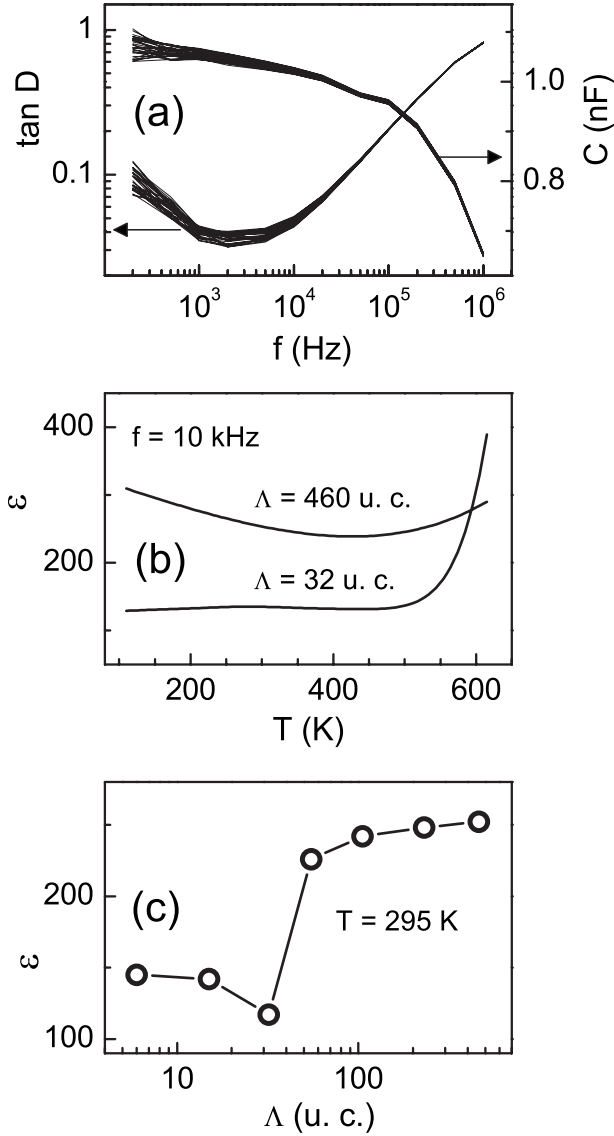 1
0.1
tan D
(a)
1.0
0.8
C (nF)
10³ 10⁴ 10⁵ 10⁶
f (Hz)
400
200
ε
f = 10 kHz
Λ = 460 u. c.
(b)
Λ = 32 u. c.
200 400 600
T (K)
200
100
ε
(c)
T = 295 K
10 100
Λ (u. c.)